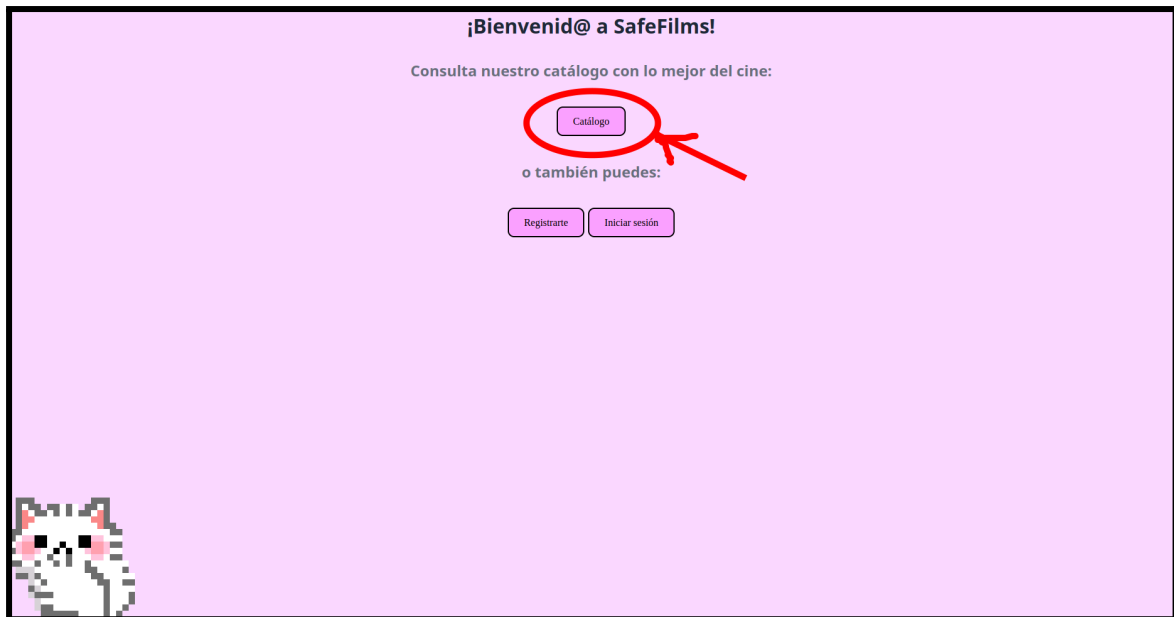 ¡Bienvenid@ a SafeFilms!
Consulta nuestro catálogo con lo mejor del cine:
Catálogo
o también puedes:
Registrarte Iniciar sesión